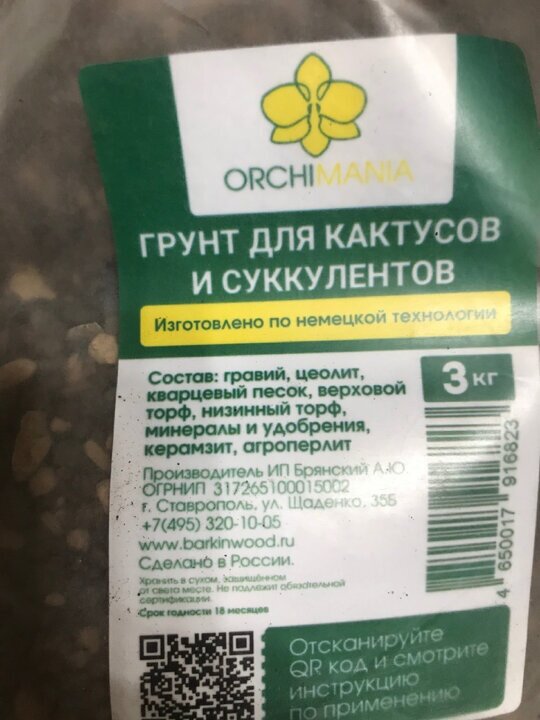 ORCHIMANIA
ГРУНТ ДЛЯ КАКТУСОВ
И СУККУЛЕНТОВ
Изготовлено по немецкой технологии
Состав: гравий, цеолит,
кварцевый песок, верховой
торф, низинный торф,
минералы и удобрения,
керамзит, агроперлит
3 кг
Производитель ИП Брянский А.Ю
ОГРНИП 317265100015002
г. Ставрополь, ул. Щаденко, 35Б
+7(495) 320-10-05
www.barkinwood.ru
Сделано в России.
Хранить в сухом, защищённом
от света месте. Не подлежит обязательной
сертификации.
Срок годности 18 месяцев
4 650017 916823
Отсканируйте
QR код и смотрите
инструкцию
по применению